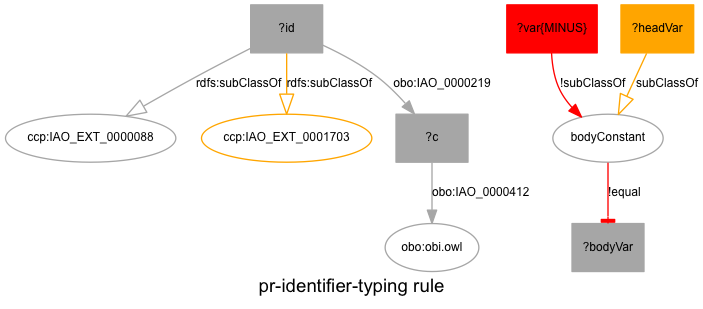 ?id
?var{MINUS}
?headVar
rdfs:subClassOf
rdfs:subClassOf
obo:IAO_0000219
!subClassOf
subClassOf
ccp:IAO_EXT_0000088
ccp:IAO_EXT_0001703
?c
bodyConstant
obo:IAO_0000412
!equal
obo:obi.owl
?bodyVar
pr-identifier-typing rule